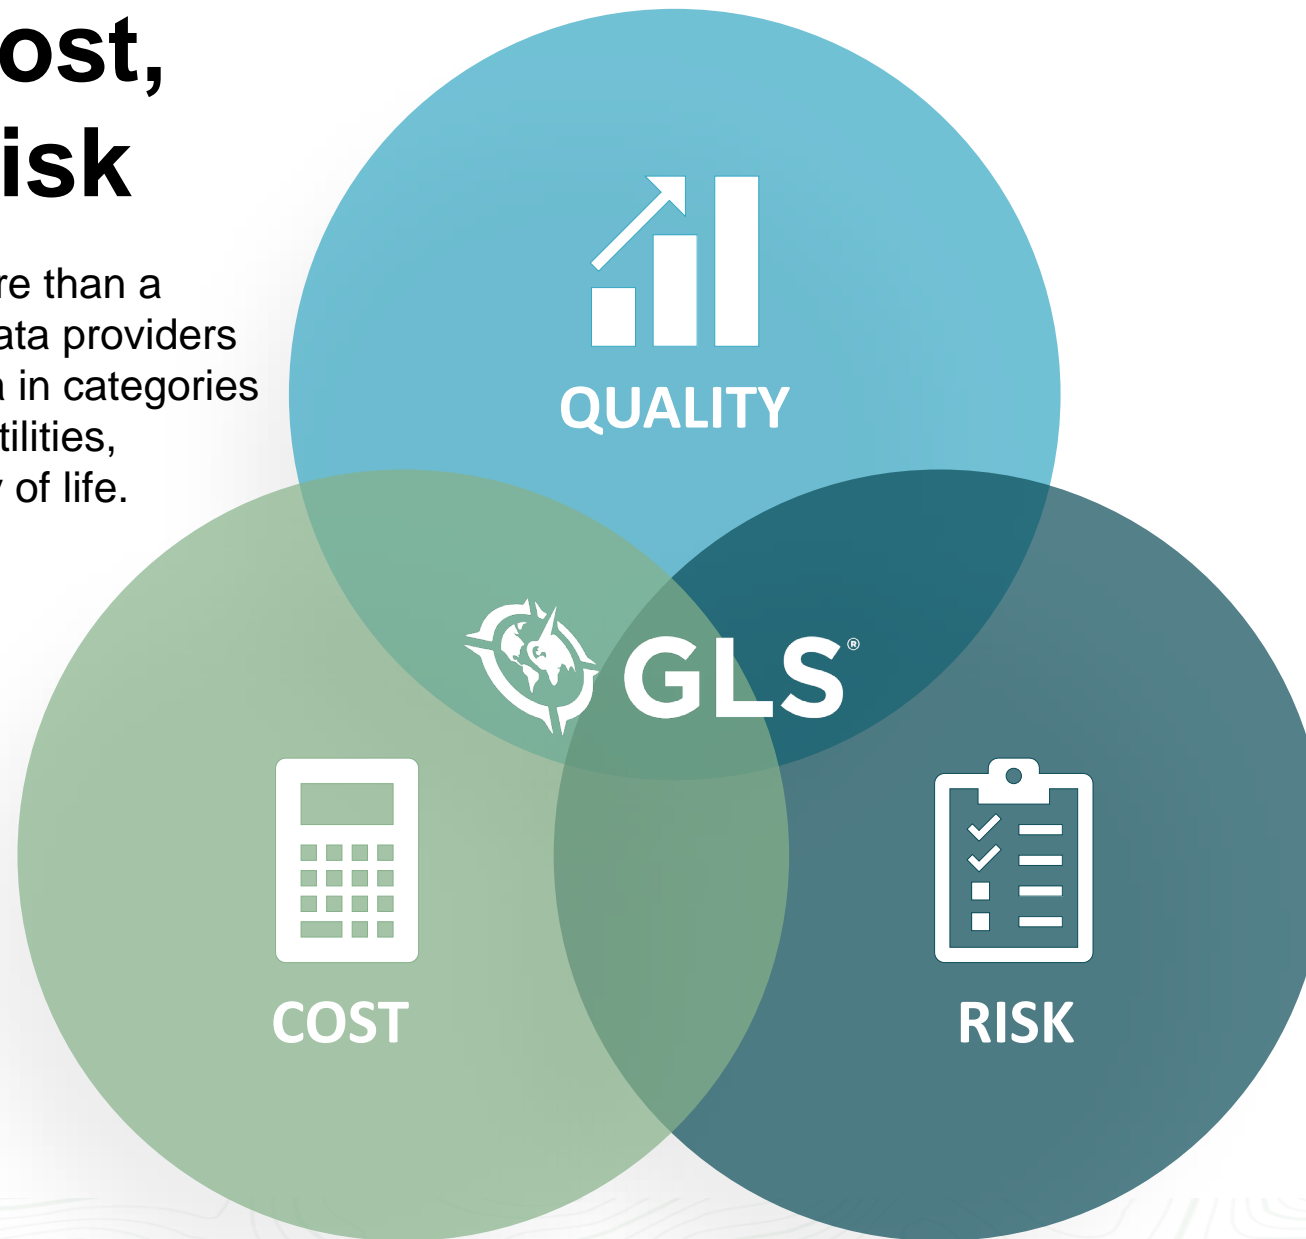 ost,
isk
re than a
ata providers
a in categories
tilities,
y of life.
QUALITY
GLS®
COST
RISK